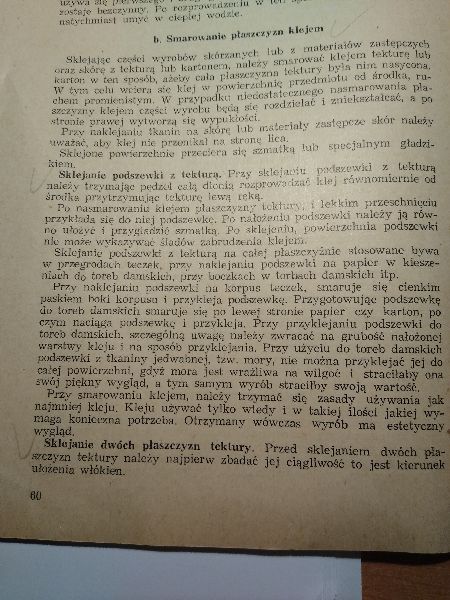 używa się pierwszego
zostaje bezczynny. Po rozprowadzeniu w ten
natychmiast umyć w ciepłej wodzie.
b. Smarowanie płaszczyzn klejem
Sklejając części wyrobów skórzanych lub z materiałów zastępczych
oraz skórę z tekturą lub kartonem, należy smarować klejem tekturę lub
karton w ten sposób, ażeby cała płaszczyzna tektury była nim nasycona.
W tym celu wciera się klej w powierzchnię przedmiotu od środka, ru-
chem promienistym. W przypadku niedostatecznego nasmarowania pła-
szczyzny klejem części wyrobu będą się rozdzielać i zniekształcać, a po
stronie prawej wytworzą się wypukłości.
Przy naklejaniu tkanin na skórę lub materiały zastępcze skór należy
uważać, aby klej nie przenikał na stronę lica.
Sklejone powierzchnie przeciera się szmatką lub specjalnym gładzi-
kiem.
Sklejanie podszewki z tekturą. Przy sklejaniu podszewki z tekturą
należy trzymając pędzel całą dłonią rozprowadzać klej równomiernie od
środka przytrzymując tekturę lewą ręką.
Po nasmarowaniu klejem płaszczyzny tektury, i lekkim przeschnięciu
przykłada się do niej podszewkę. Po nałożeniu podszewki należy ją rów-
no ułożyć i przygładzić szmatką. Po sklejeniu, powierzchnia podszewki
nie może wykazywać śladów zabrudzenia klejem.
Sklejanie podszewki z tekturą na całej płaszczyźnie stosowane bywa
w przegrodach teczek, przy naklejaniu podszewki na papier w kiesze-
niach do toreb damskich, przy boczkach w torbach damskich itp.
Przy naklejaniu podszewki na korpus teczek, smaruje się cienkim
paskiem boki korpusu i przykleja podszewkę. Przygotowując podszewkę
do toreb damskich smaruje się po lewej stronie papier czy karton, po
czym naciąga podszewkę i przykleja. Przy przyklejaniu podszewki do
toreb damskich, szczególną uwagę należy zwracać na grubość nałożonej
warstwy kleju i na sposób przyklejania. Przy użyciu do toreb damskich
podszewki z tkaniny jedwabnej, tzw. mory, nie można przyklejać jej do
całej powierzchni, gdyż mora jest wrażliwa na wilgoć i straciłaby ona
swój piękny wygląd, a tym samym wyrób straciłby swoją wartość.
Przy smarowaniu klejem, należy trzymać się zasady używania jak
najmniej kleju. Kleju używać tylko wtedy i w takiej ilości jakiej wy-
maga konieczna potrzeba. Otrzymany wówczas wyrób ma estetyczny
wygląd.
Sklejanie dwóch płaszczyzn tektury. Przed sklejaniem dwóch pła-
szczyzn tektury należy najpierw zbadać jej ciągliwość to jest kierunek
ułożenia włókien.
60